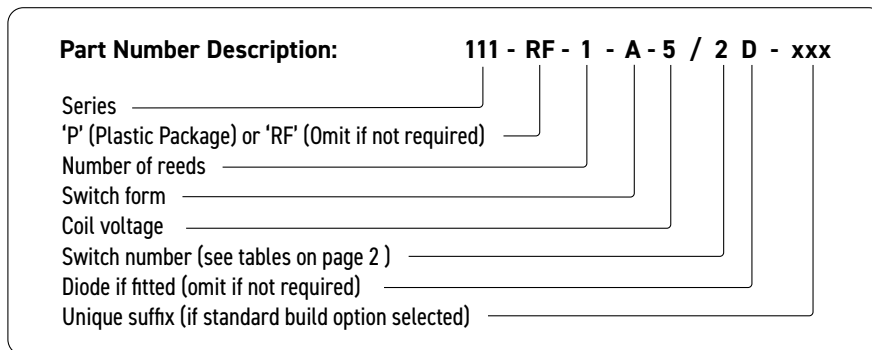 Part Number Description: 111 - RF - 1 - A - 5 / 2 D - xxx
Series
‘P’ (Plastic Package) or ‘RF’ (Omit if not required)
Number of reeds
Switch form
Coil voltage
Switch number (see tables on page 2 )
Diode if fitted (omit if not required)
Unique suffix (if standard build option selected)